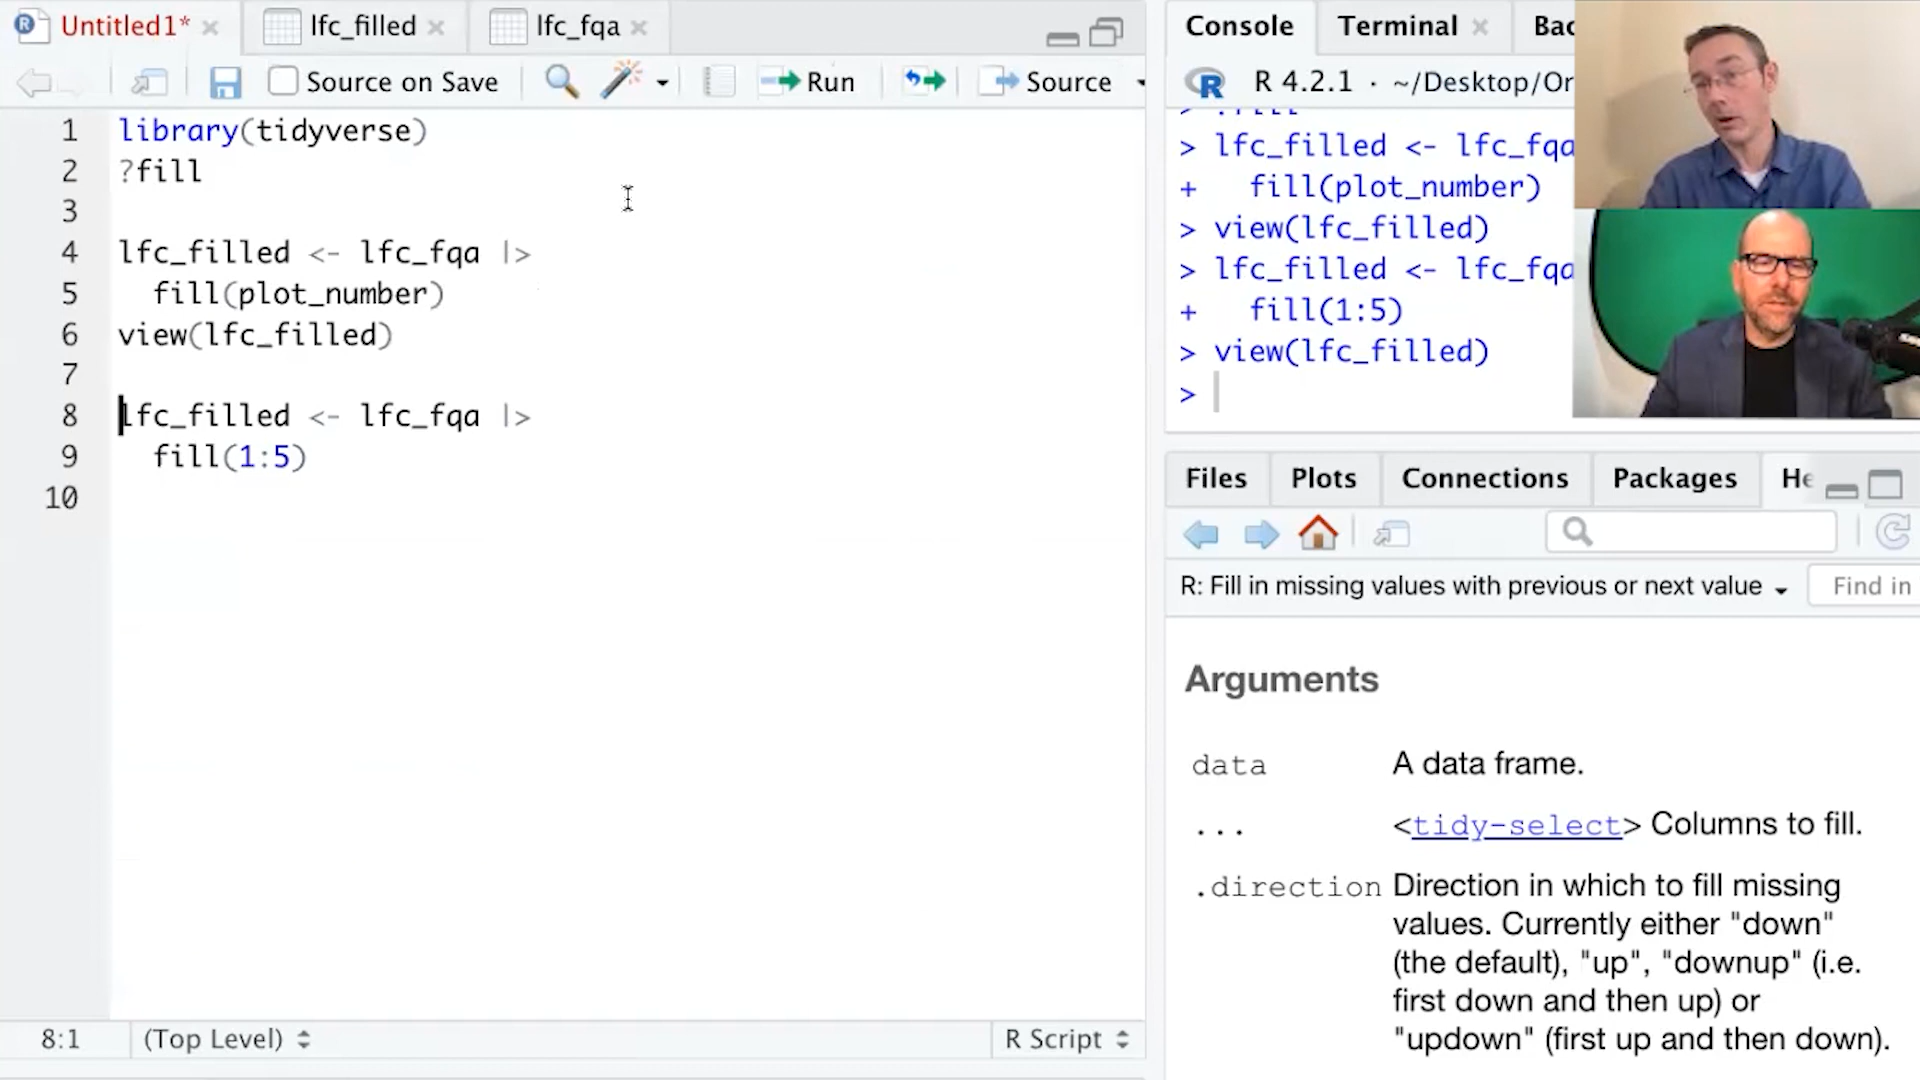 Untitled1* lfc_filled lfc_fqa
Source on Save Run Source
1 library(tidyverse)
2 ?fill
3
4 lfc_filled <- lfc_fqa |>
5 fill(plot_number)
6 view(lfc_filled)
7
8 lfc_filled <- lfc_fqa |>
9 fill(1:5)
10
8:1 (Top Level) R Script
Console Terminal Bac
R 4.2.1 · ~/Desktop/Or
> lfc_filled <- lfc_fqa
+ fill(plot_number)
> view(lfc_filled)
> lfc_filled <- lfc_fqa
+ fill(1:5)
> view(lfc_filled)
>
Files Plots Connections Packages He
R: Fill in missing values with previous or next value Find in
Arguments
data A data frame.
... <tidy-select> Columns to fill.
.direction Direction in which to fill missing
values. Currently either "down"
(the default), "up", "downup" (i.e.
first down and then up) or
"updown" (first up and then down).